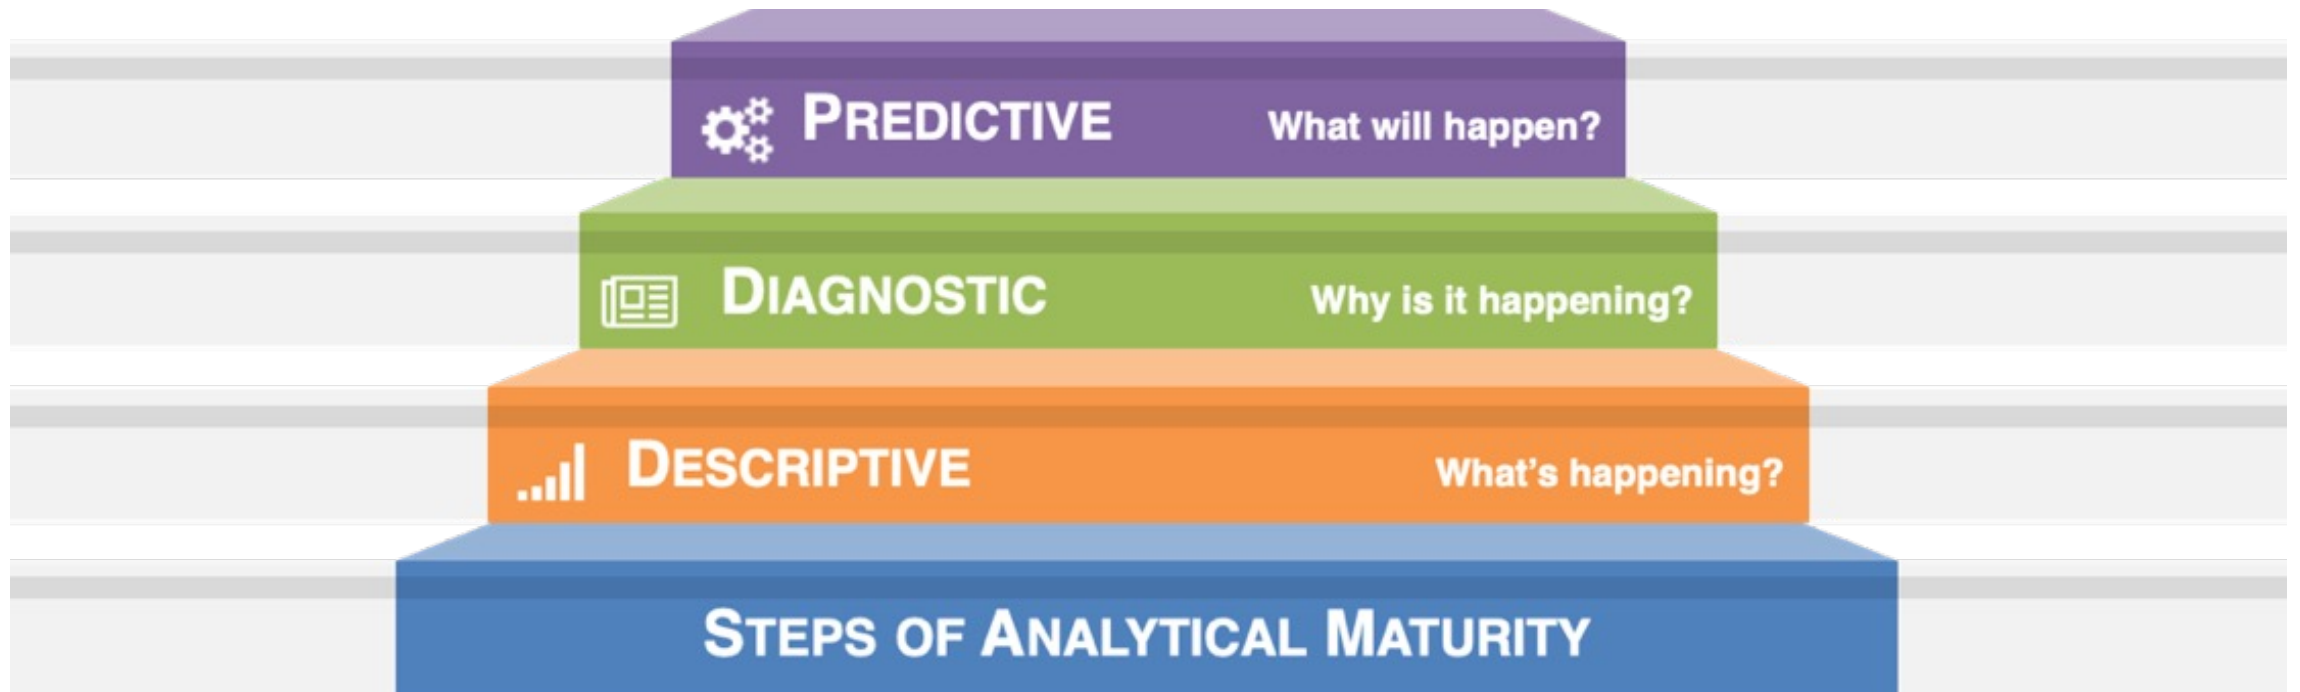 PREDICTIVE What will happen?
DIAGNOSTIC Why is it happening?
DESCRIPTIVE What's happening?
STEPS OF ANALYTICAL MATURITY